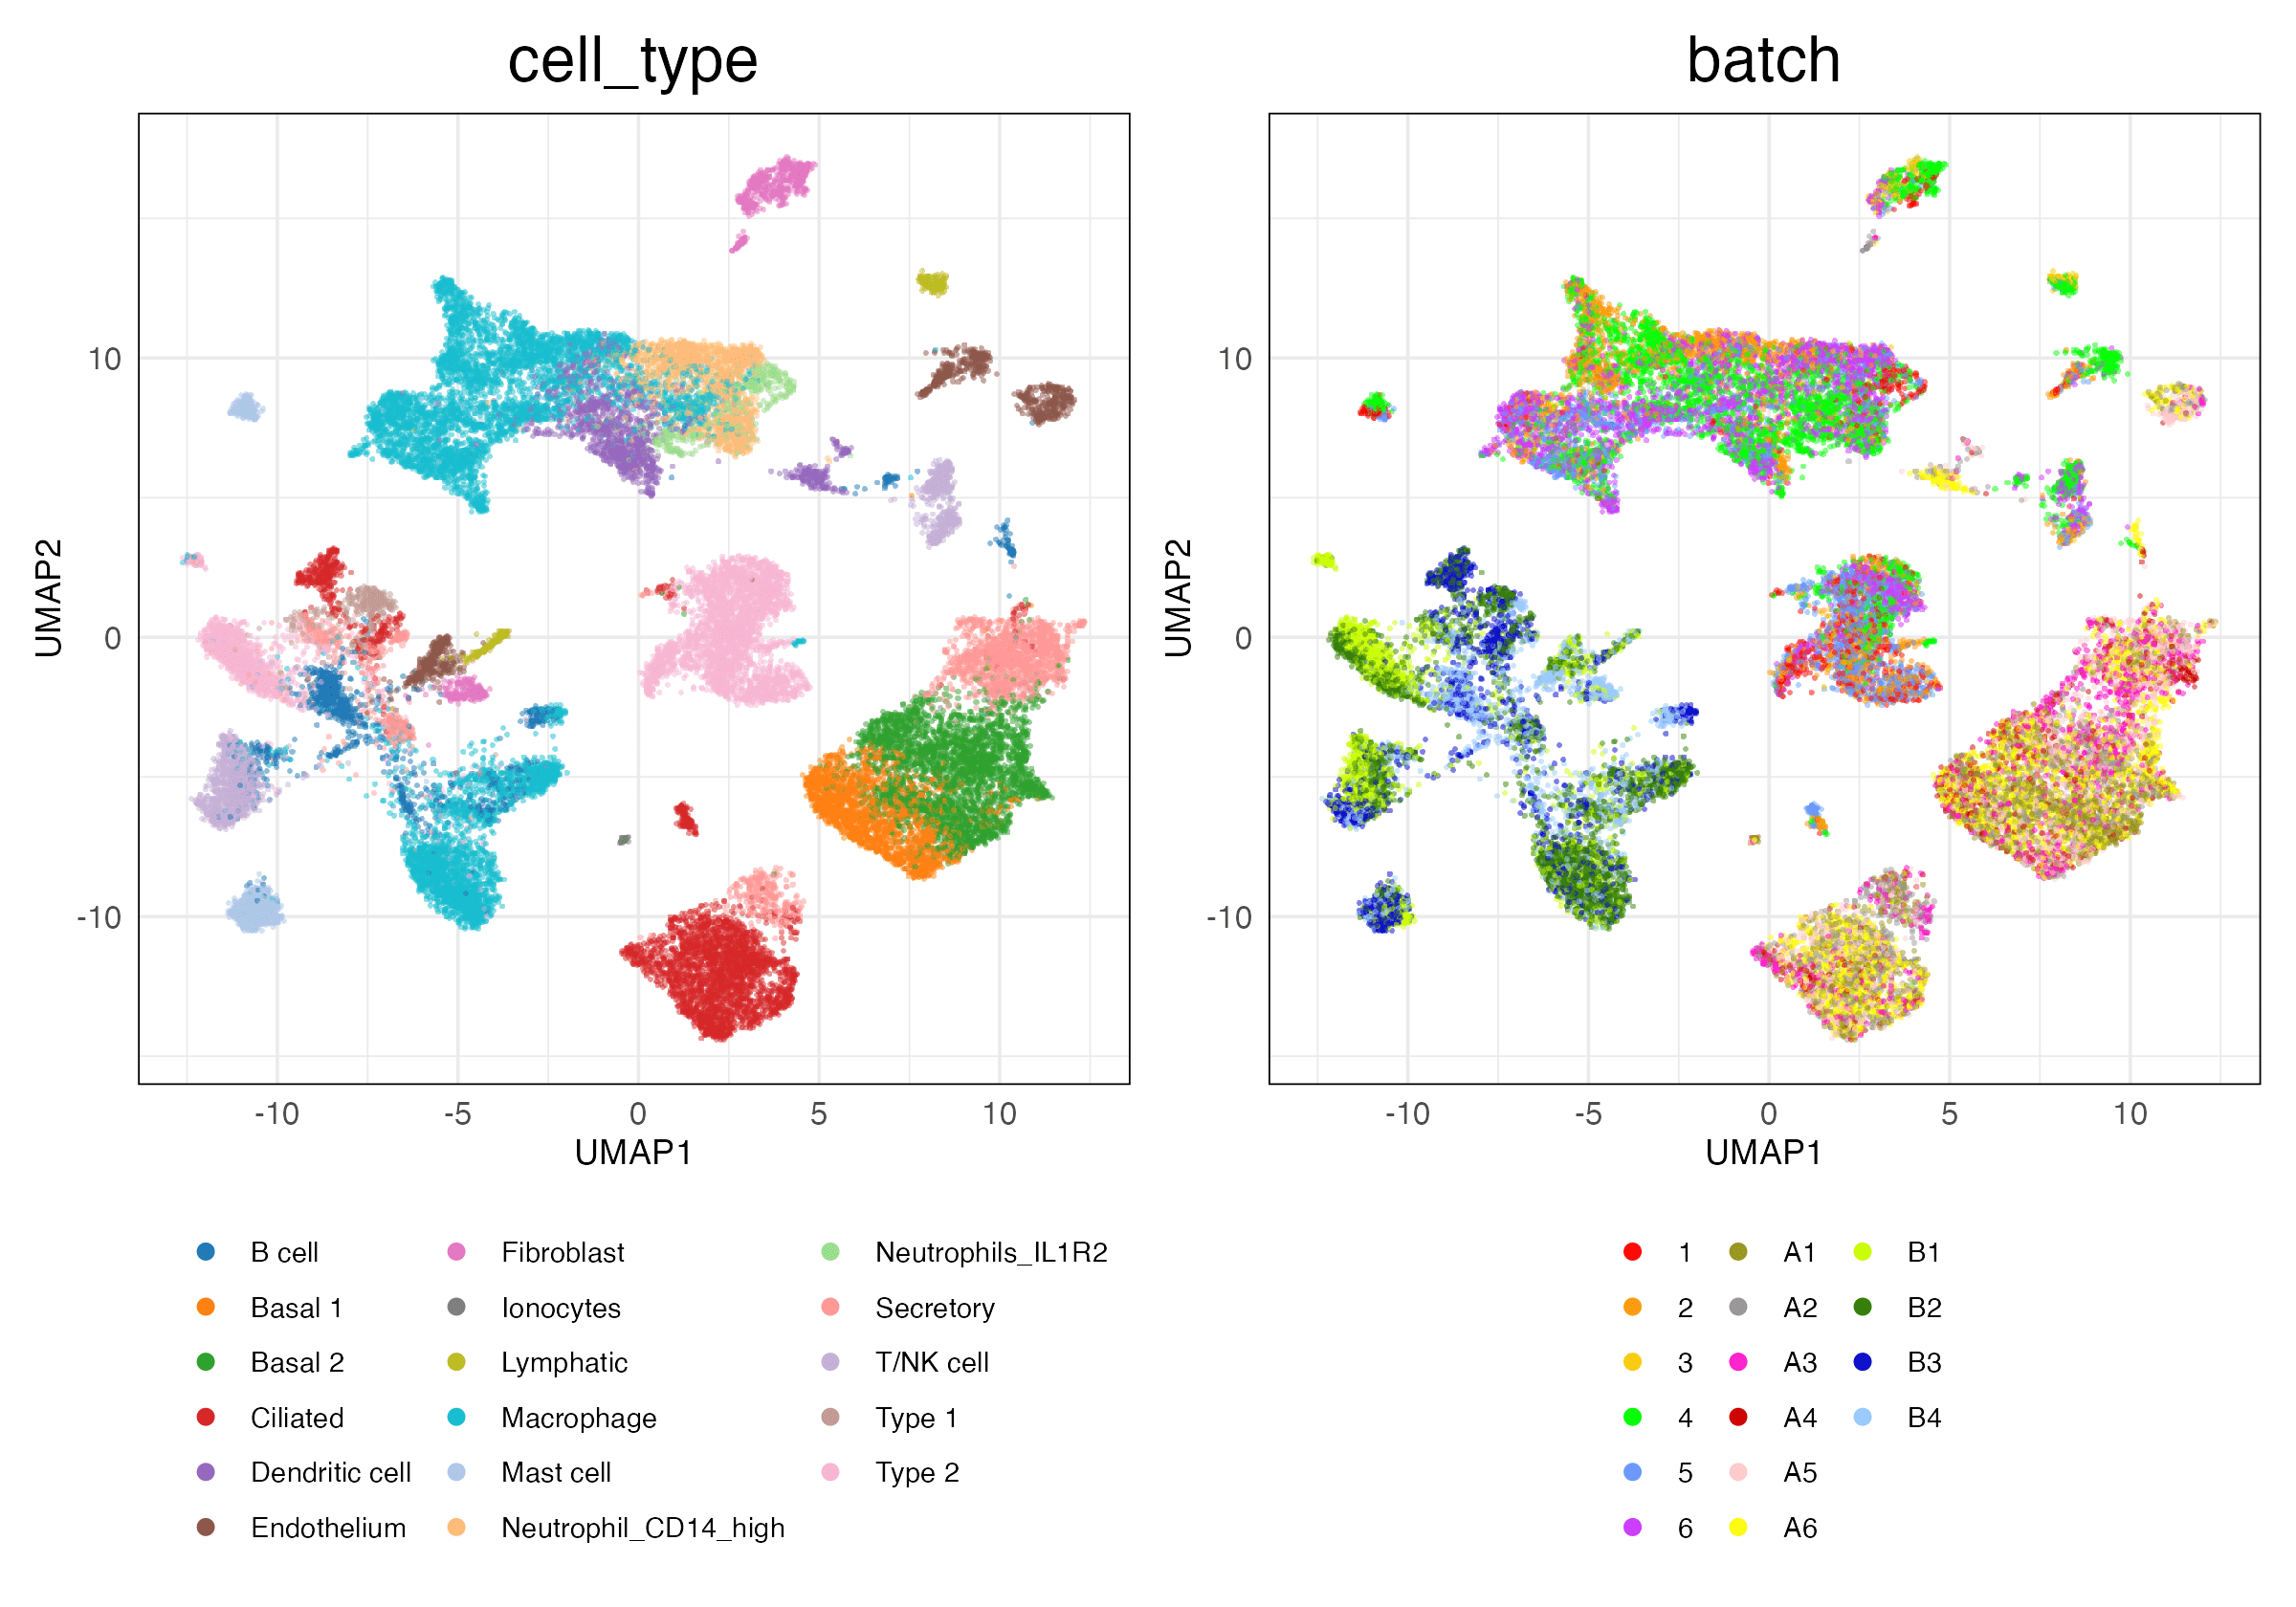 cell_type
batch
10
0
-10
UMAP2
-10 -5 0 5 10
UMAP1
10
0
-10
UMAP2
-10 -5 0 5 10
UMAP1
B cell Fibroblast Neutrophils_IL1R2
Basal 1 Ionocytes Secretory
Basal 2 Lymphatic T/NK cell
Ciliated Macrophage Type 1
Dendritic cell Mast cell Type 2
Endothelium Neutrophil_CD14_high
1 A1 B1
2 A2 B2
3 A3 B3
4 A4 B4
5 A5
6 A6